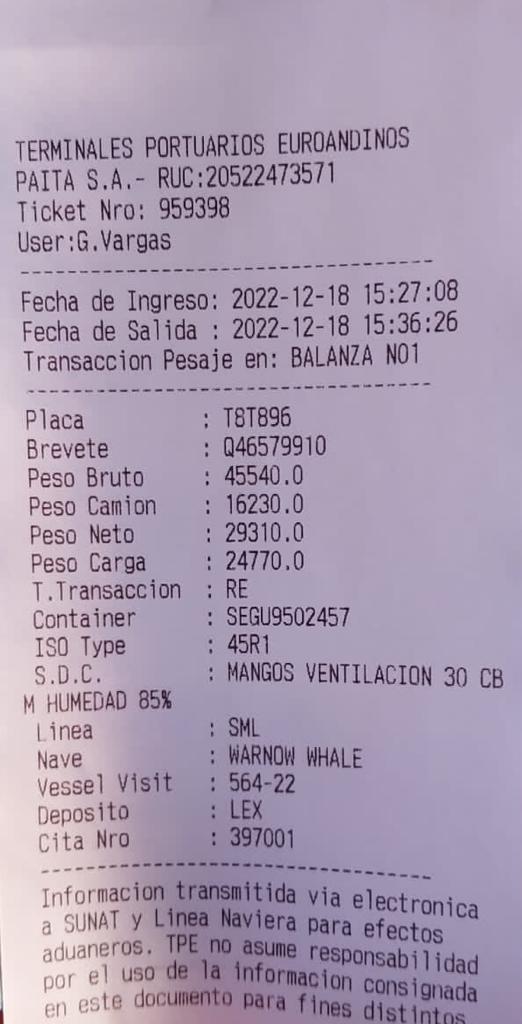 TERMINALES PORTUARIOS EUROANDINOS
PAITA S.A.- RUC:20522473571
Ticket Nro: 959398
User:G.Vargas
--------------------------------
Fecha de Ingreso: 2022-12-18 15:27:08
Fecha de Salida : 2022-12-18 15:36:26
Transaccion Pesaje en: BALANZA NO1
--------------------------------
Placa : T8T896
Brevete : Q46579910
Peso Bruto : 45540.0
Peso Camion : 16230.0
Peso Neto : 29310.0
Peso Carga : 24770.0
T.Transaccion : RE
Container : SEGU9502457
ISO Type : 45R1
S.D.C. : MANGOS VENTILACION 30 CB
M HUMEDAD 85%
Linea : SML
Nave : WARNOW WHALE
Vessel Visit : 564-22
Deposito : LEX
Cita Nro : 397001
--------------------------------
Informacion transmitida via electronica
a SUNAT y Linea Naviera para efectos
aduaneros. TPE no asume responsabilidad
por el uso de la informacion consignada
en este documento para fines distintos